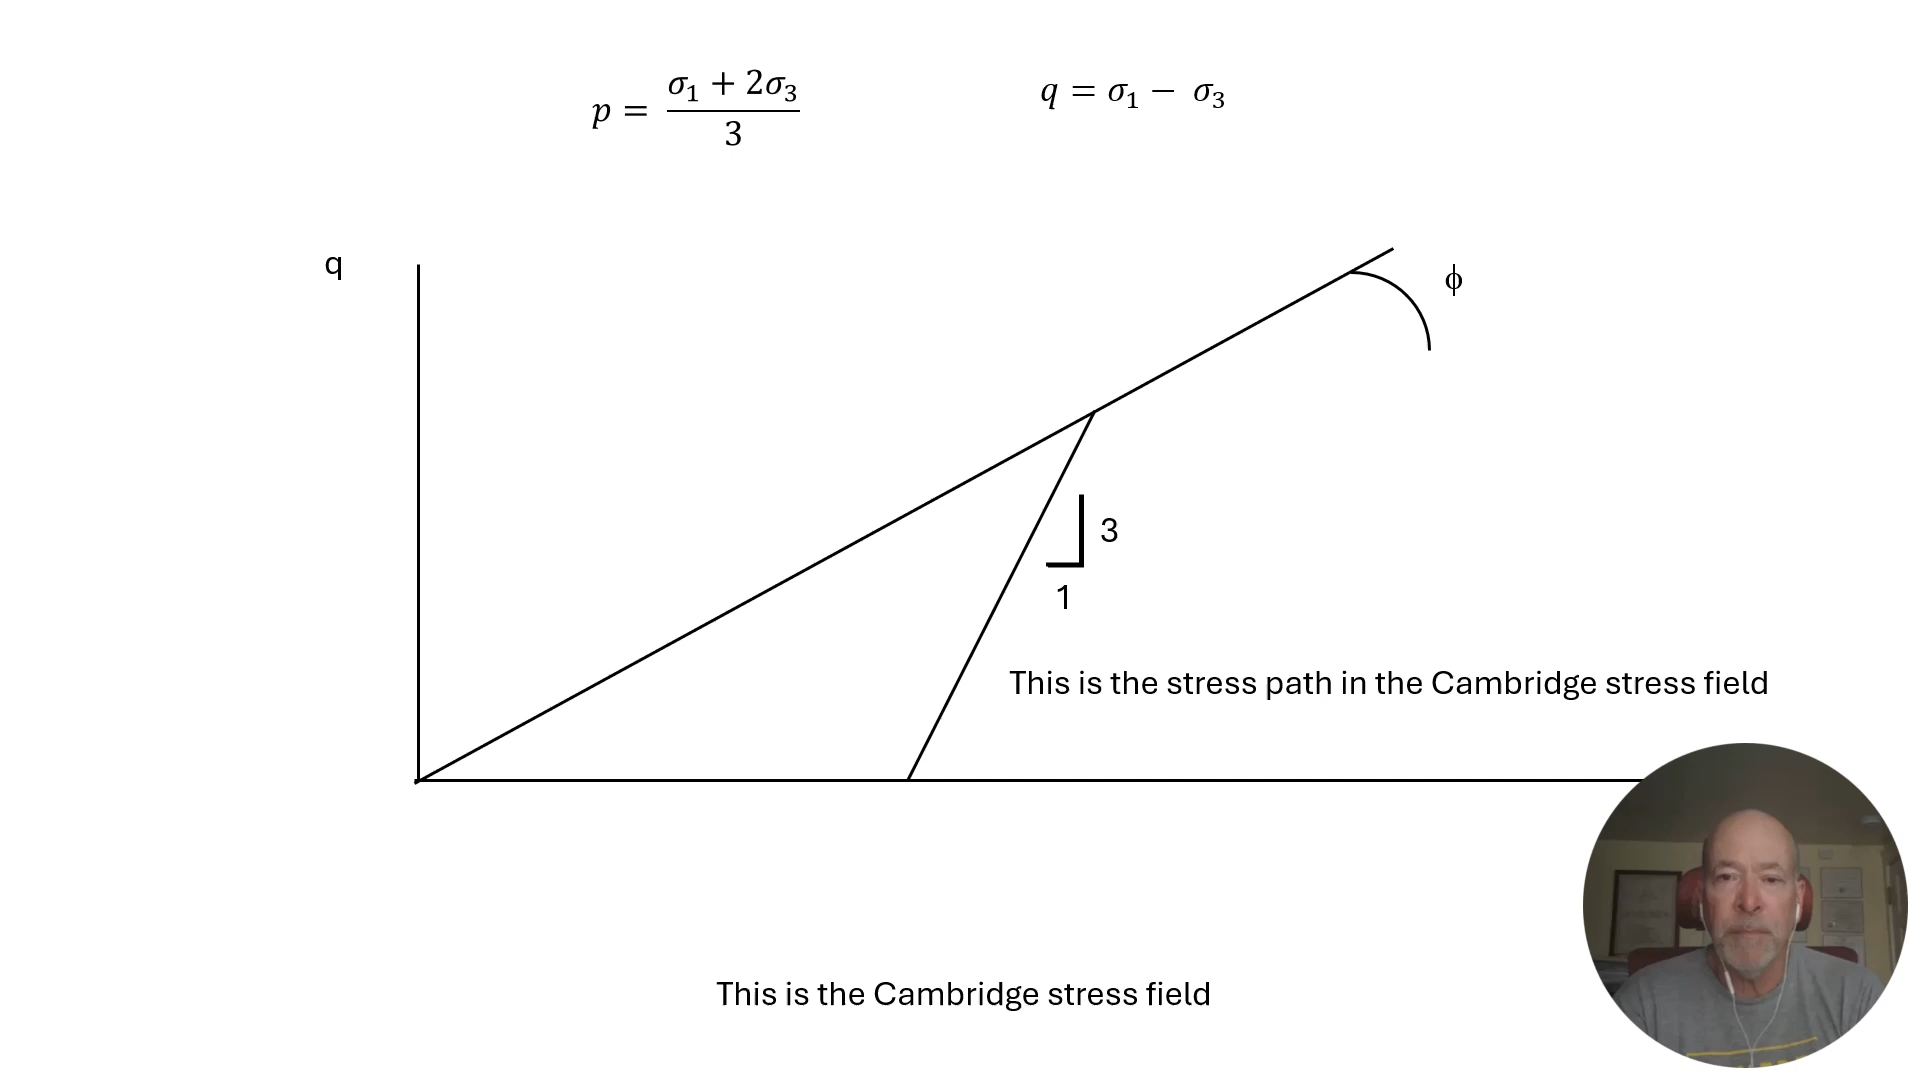 p = (σ₁ + 2σ₃) / 3
q = σ₁ − σ₃
q
ϕ
3
1
This is the stress path in the Cambridge stress field
This is the Cambridge stress field